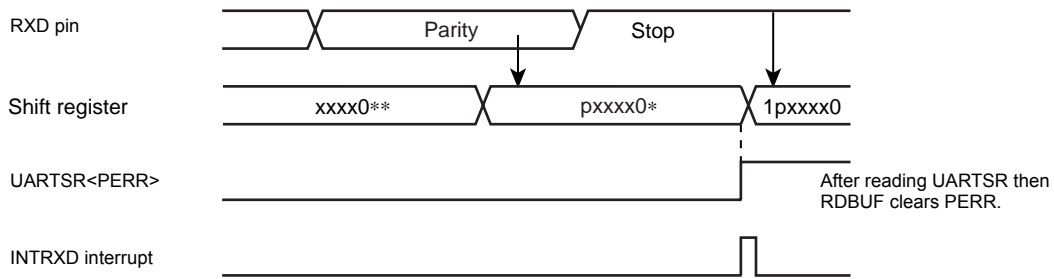 RXD pin
Parity
Stop
Shift register
xxxx0**
pxxxx0*
1pxxxx0
UARTSR<PERR>
After reading UARTSR then
RDBUF clears PERR.
INTRXD interrupt